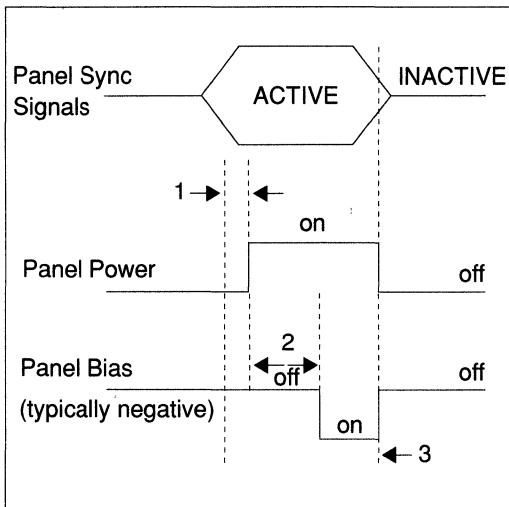 Panel Sync
Signals
ACTIVE
INACTIVE
1
on
Panel Power
off
2
Panel Bias
off
off
(typically negative)
on
3